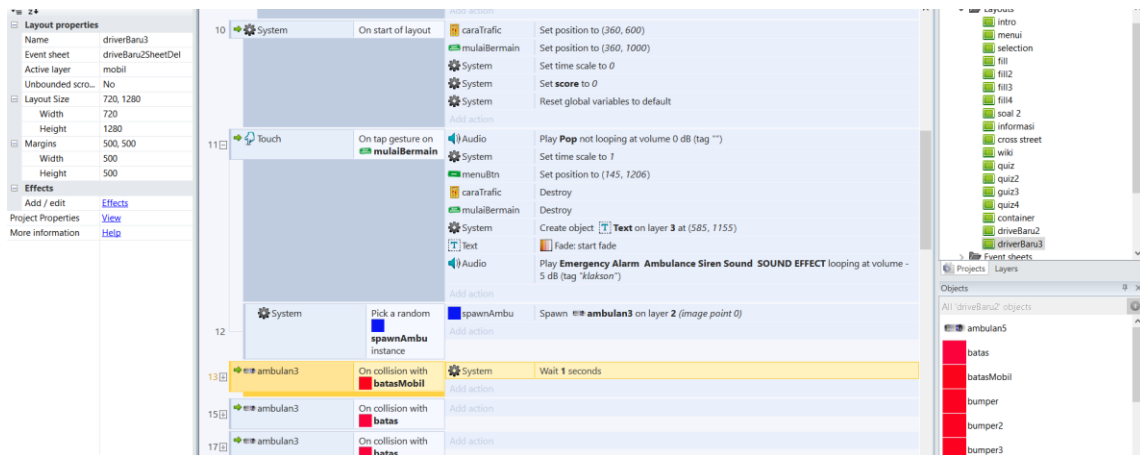 Layout properties
Name driverBaru3
Event sheet driveBaru2SheetDel
Active layer mobil
Unbounded scro... No
Layout Size 720, 1280
Width 720
Height 1280
Margins 500, 500
Width 500
Height 500
Effects
Add / edit Effects
Project Properties View
More information Help
Add action
10 System On start of layout caraTrafic Set position to (360, 600)
mulaiBermain Set position to (360, 1000)
System Set time scale to 0
System Set score to 0
System Reset global variables to default
Add action
11 Touch On tap gesture on mulaiBermain Audio Play Pop not looping at volume 0 dB (tag "")
System Set time scale to 1
menuBtn Set position to (145, 1206)
caraTrafic Destroy
mulaiBermain Destroy
System Create object T Text on layer 3 at (585, 1155)
T Text Fade: start fade
Audio Play Emergency Alarm Ambulance Siren Sound SOUND EFFECT looping at volume -
5 dB (tag "klakson")
Add action
12 System Pick a random spawnAmbu instance spawnAmbu Spawn ambulan3 on layer 2 (image point 0)
Add action
13 ambulan3 On collision with batasMobil System Wait 1 seconds
Add action
15 ambulan3 On collision with batas Add action
17 ambulan3 On collision with batas Add action
Layouts
intro
menui
selection
fill
fill2
fill3
fill4
soal 2
informasi
cross street
wiki
quiz
quiz2
guiz3
quiz4
container
driveBaru2
driverBaru3
Event sheets
Projects Layers
Objects
All 'driveBaru2' objects
ambulan5
batas
batasMobil
bumper
bumper2
bumper3